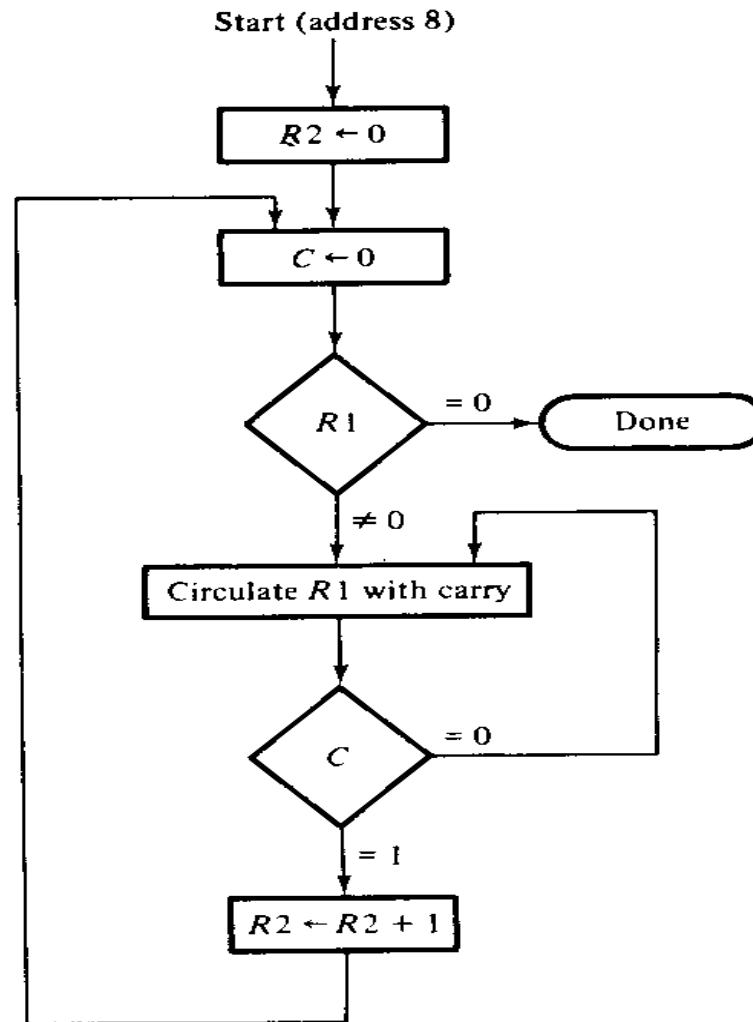 Start (address 8)
R2 ← 0
C ← 0
R1
= 0
Done
≠ 0
Circulate R1 with carry
C
= 0
= 1
R2 ← R2 + 1